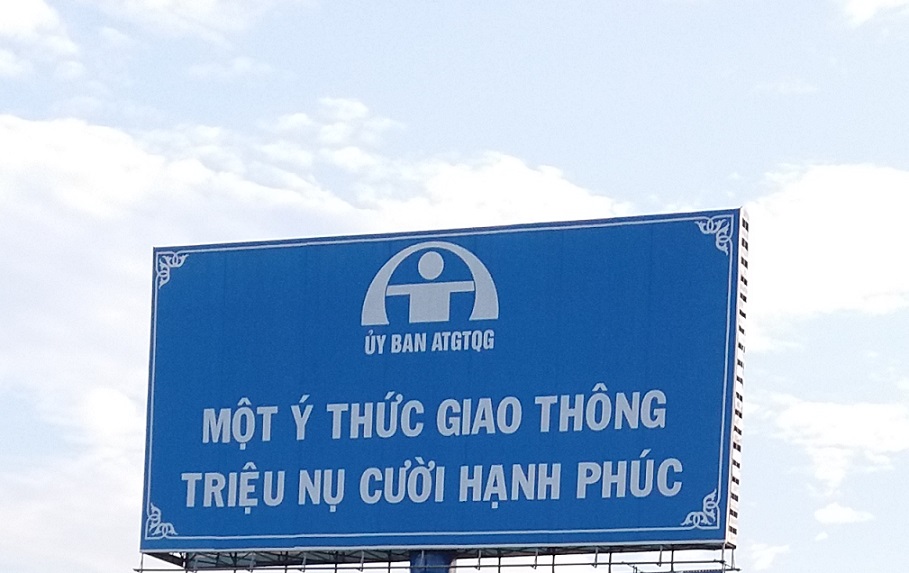 ỦY BAN ATGTQG
MỘT Ý THỨC GIAO THÔNG
TRIỆU NỤ CƯỜI HẠNH PHÚC